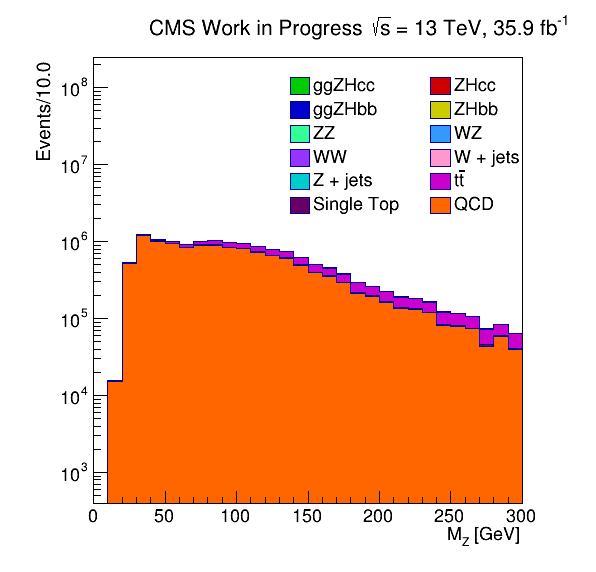 CMS Work in Progress √s = 13 TeV, 35.9 fb⁻¹
Events/10.0
ggZHcc ZHcc
ggZHbb ZHbb
ZZ WZ
WW W + jets
Z + jets tt̄
Single Top QCD
10⁸
10⁷
10⁶
10⁵
10⁴
10³
0 50 100 150 200 250 300
M_Z [GeV]